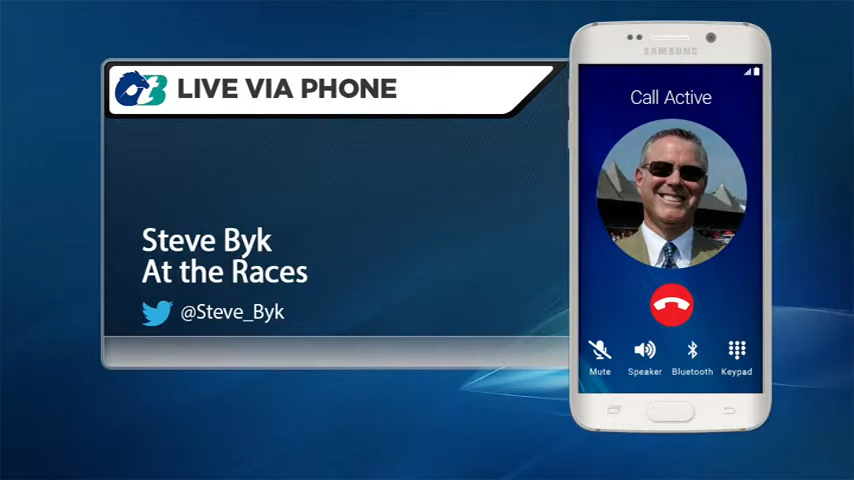 LIVE VIA PHONE
Steve Byk
At the Races
@Steve_Byk
SAMSUNG
Call Active
Mute Speaker Bluetooth Keypad